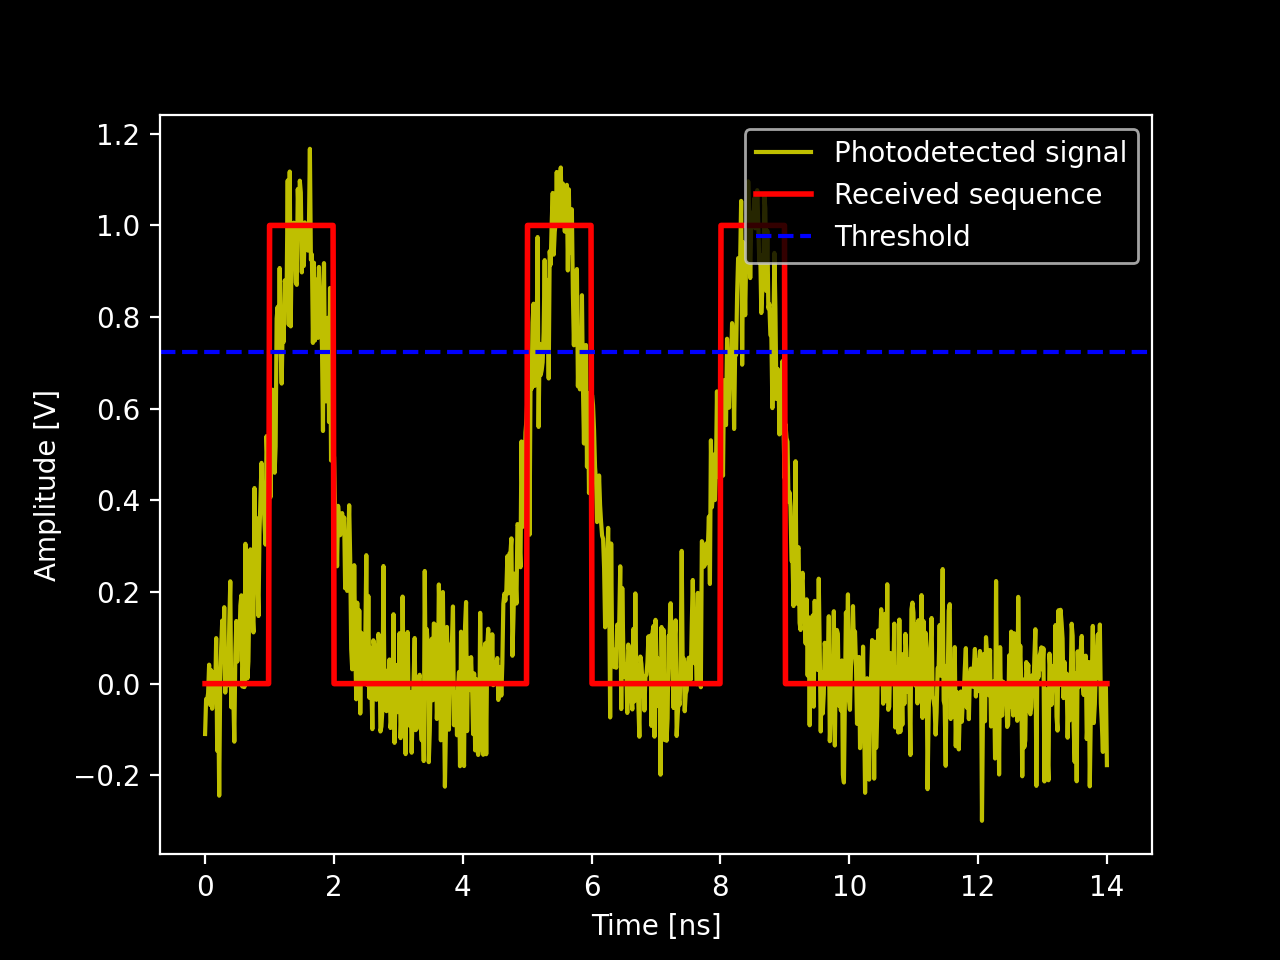 Photodetected signal
Received sequence
Threshold
1.2
1.0
0.8
0.6
0.4
0.2
0.0
−0.2
Amplitude [V]
0 2 4 6 8 10 12 14
Time [ns]